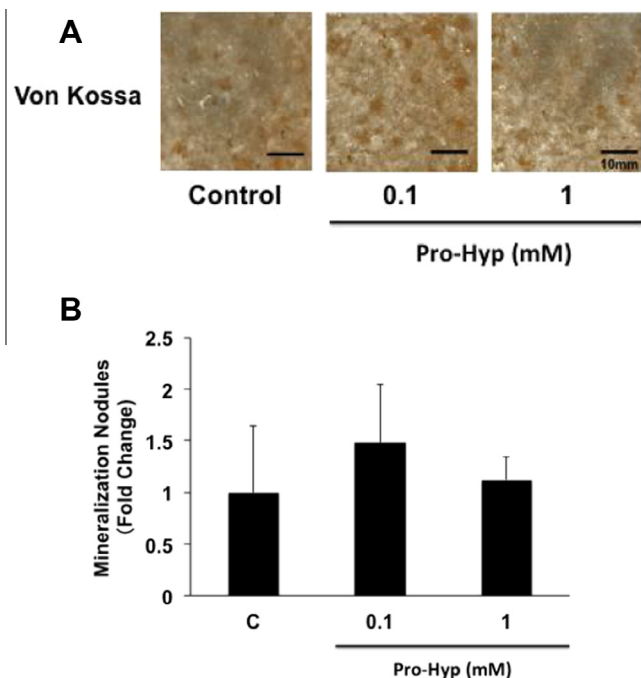 A
Von Kossa
10mm
Control 0.1 1
Pro-Hyp (mM)
B
Mineralization Nodules
(Fold Change)
2.5
2
1.5
1
0.5
0
C 0.1 1
Pro-Hyp (mM)